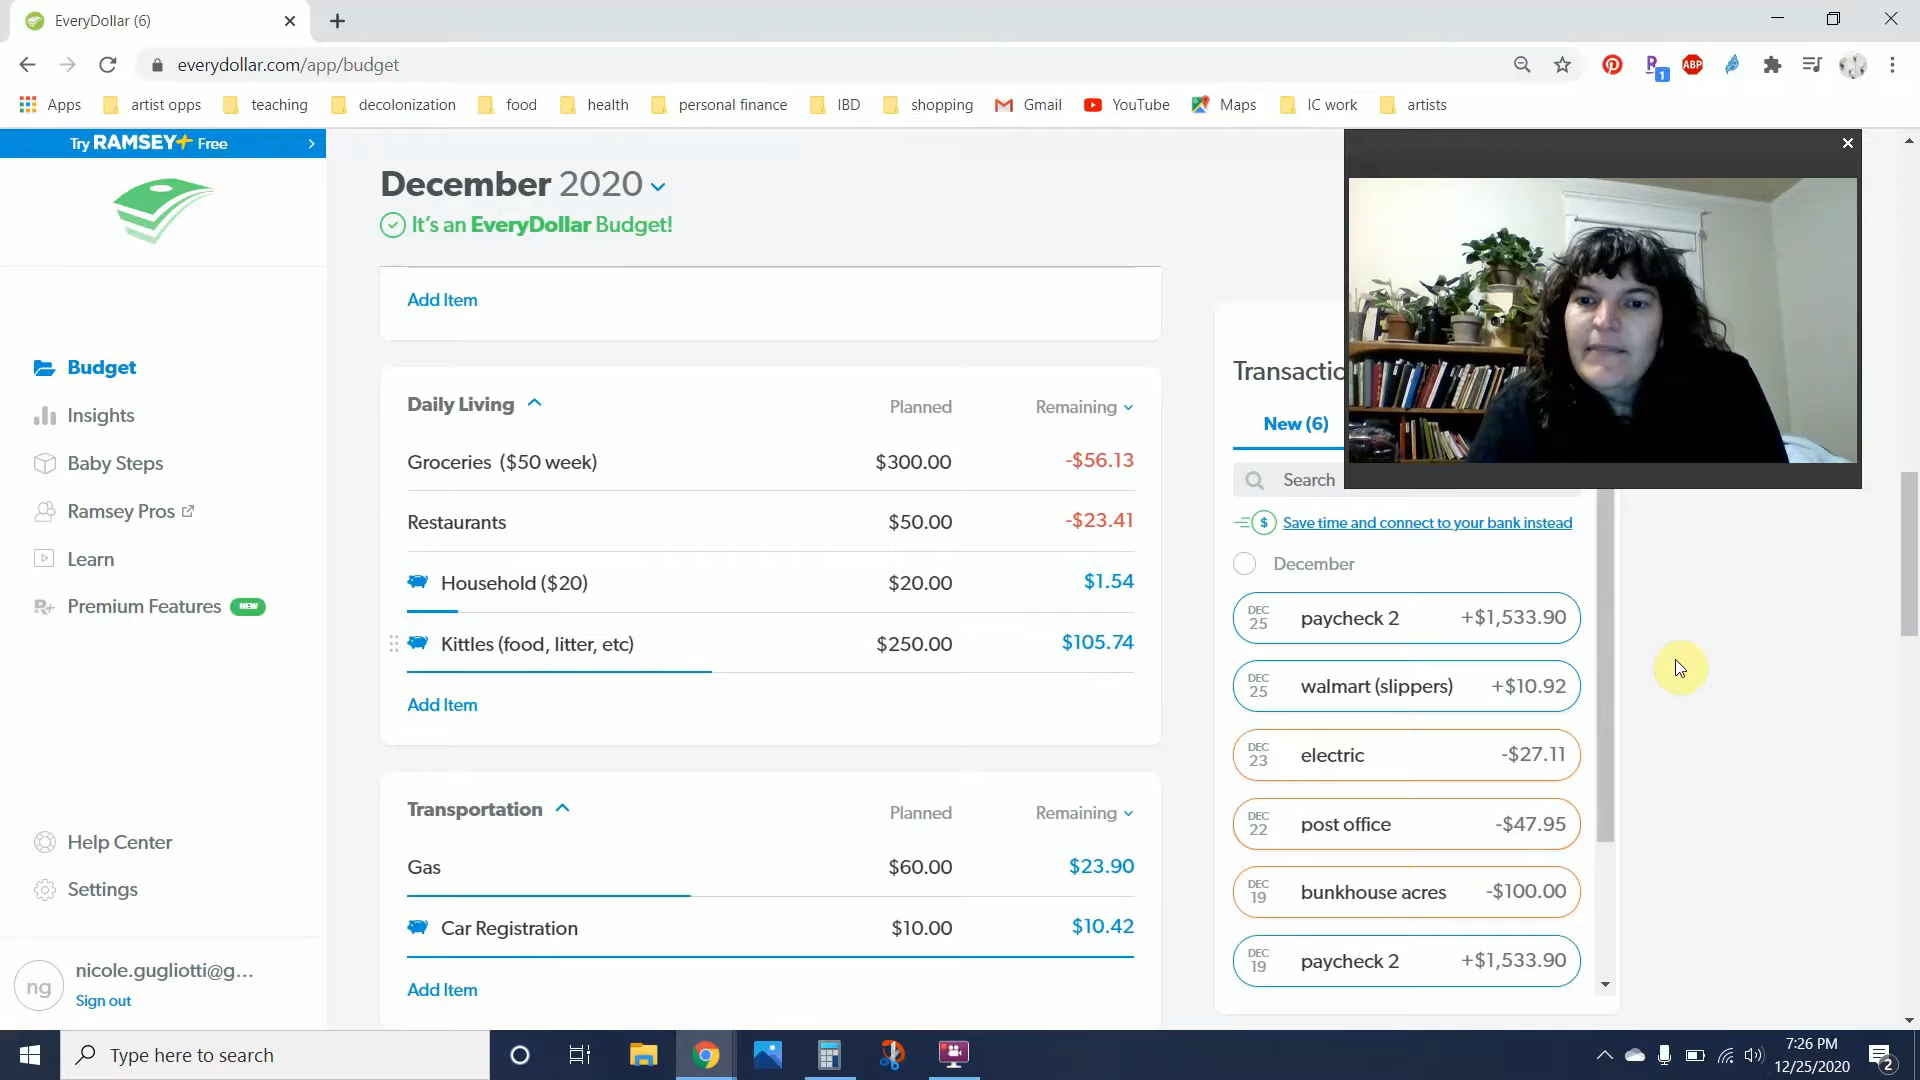 EveryDollar (6)
everydollar.com/app/budget
ABP
1
Apps artist opps teaching decolonization food health personal finance IBD shopping Gmail YouTube Maps IC work artists
Try RAMSEY+ Free
December 2020
It's an EveryDollar Budget!
Add Item
Budget
Insights
Baby Steps
Ramsey Pros
Learn
Premium Features NEW
Help Center
Settings
ng
nicole.gugliotti@g...
Sign out
Daily Living Planned Remaining
Groceries ($50 week) $300.00 -$56.13
Restaurants $50.00 -$23.41
Household ($20) $20.00 $1.54
Kittles (food, litter, etc) $250.00 $105.74
Add Item
Transportation Planned Remaining
Gas $60.00 $23.90
Car Registration $10.00 $10.42
Add Item
Transactio
New (6)
Search
$ Save time and connect to your bank instead
December
DEC 25 paycheck 2 +$1,533.90
DEC 25 walmart (slippers) +$10.92
DEC 23 electric -$27.11
DEC 22 post office -$47.95
DEC 19 bunkhouse acres -$100.00
DEC 19 paycheck 2 +$1,533.90
Type here to search
7:26 PM
12/25/2020
2